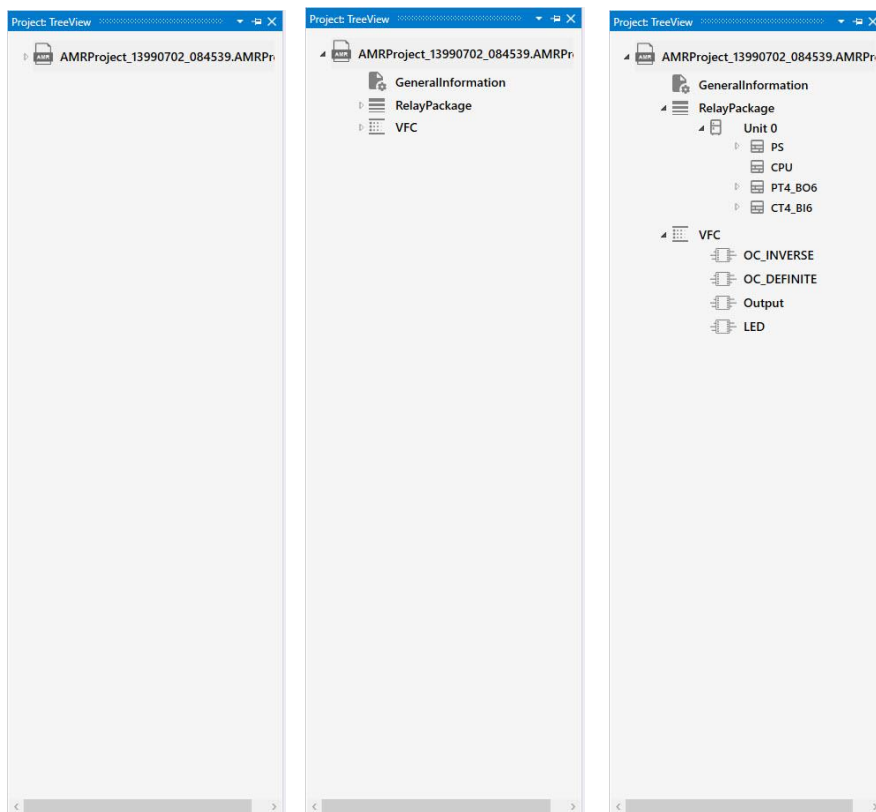 Project: TreeView
AMRProject_13990702_084539.AMRPr
Project: TreeView
AMRProject_13990702_084539.AMRPr
GeneralInformation
RelayPackage
VFC
Project: TreeView
AMRProject_13990702_084539.AMRPr
GeneralInformation
RelayPackage
Unit 0
PS
CPU
PT4_BO6
CT4_BI6
VFC
OC_INVERSE
OC_DEFINITE
Output
LED